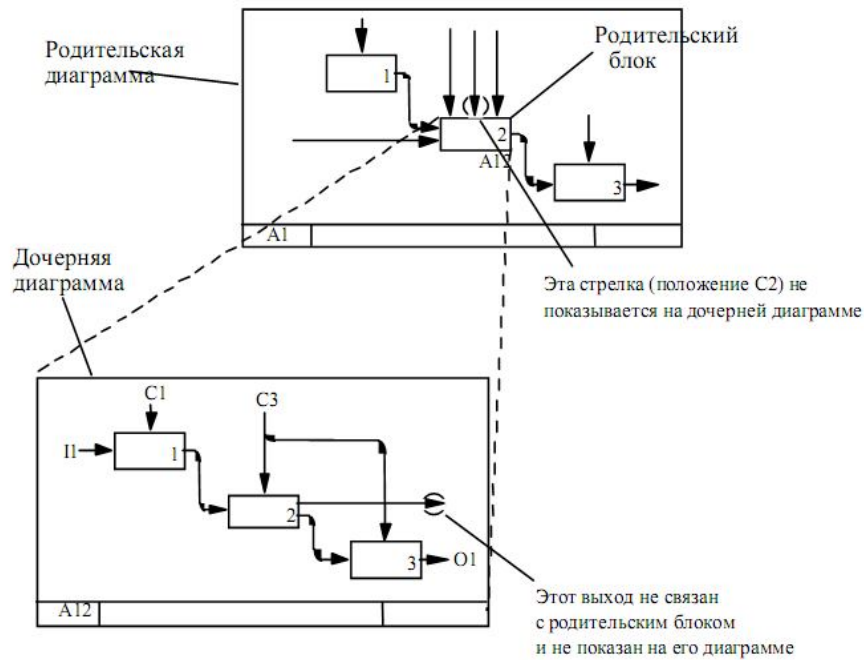 Родительская
диаграмма
Родительский
блок
1
2
A12
3
A1
Эта стрелка (положение C2) не
показывается на дочерней диаграмме
Дочерняя
диаграмма
C1
C3
I1
1
2
3
O1
A12
Этот выход не связан
с родительским блоком
и не показан на его диаграмме